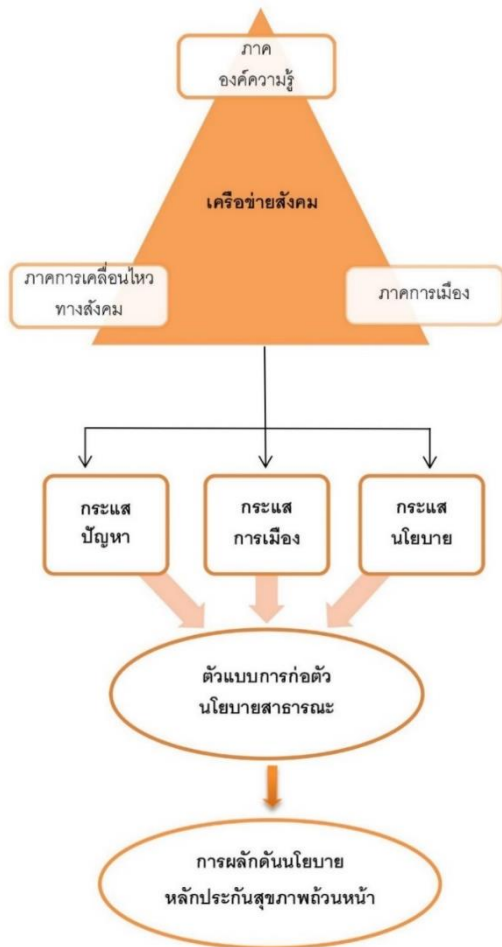 ภาค
องค์ความรู้
เครือข่ายสังคม
ภาคการเคลื่อนไหว
ทางสังคม
ภาคการเมือง
กระแส
ปัญหา
กระแส
การเมือง
กระแส
นโยบาย
ตัวแบบการก่อตัว
นโยบายสาธารณะ
การผลักดันนโยบาย
หลักประกันสุขภาพถ้วนหน้า